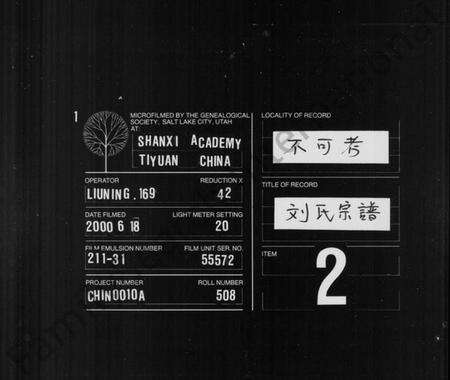 1
MICROFILMED BY THE GENEALOGICAL
SOCIETY, SALT LAKE CITY, UTAH
AT:
SHANXI ACADEMY
TIYUAN CHINA
OPERATOR REDUCTION X
LIUNING.169 42
DATE FILMED LIGHT METER SETTING
2000 6 18 20
FILM EMULSION NUMBER FILM UNIT SER. NO.
211-31 55572
PROJECT NUMBER ROLL NUMBER
CHIN0010A 508
LOCALITY OF RECORD
不可考
TITLE OF RECORD
刘氏宗譜
ITEM
2